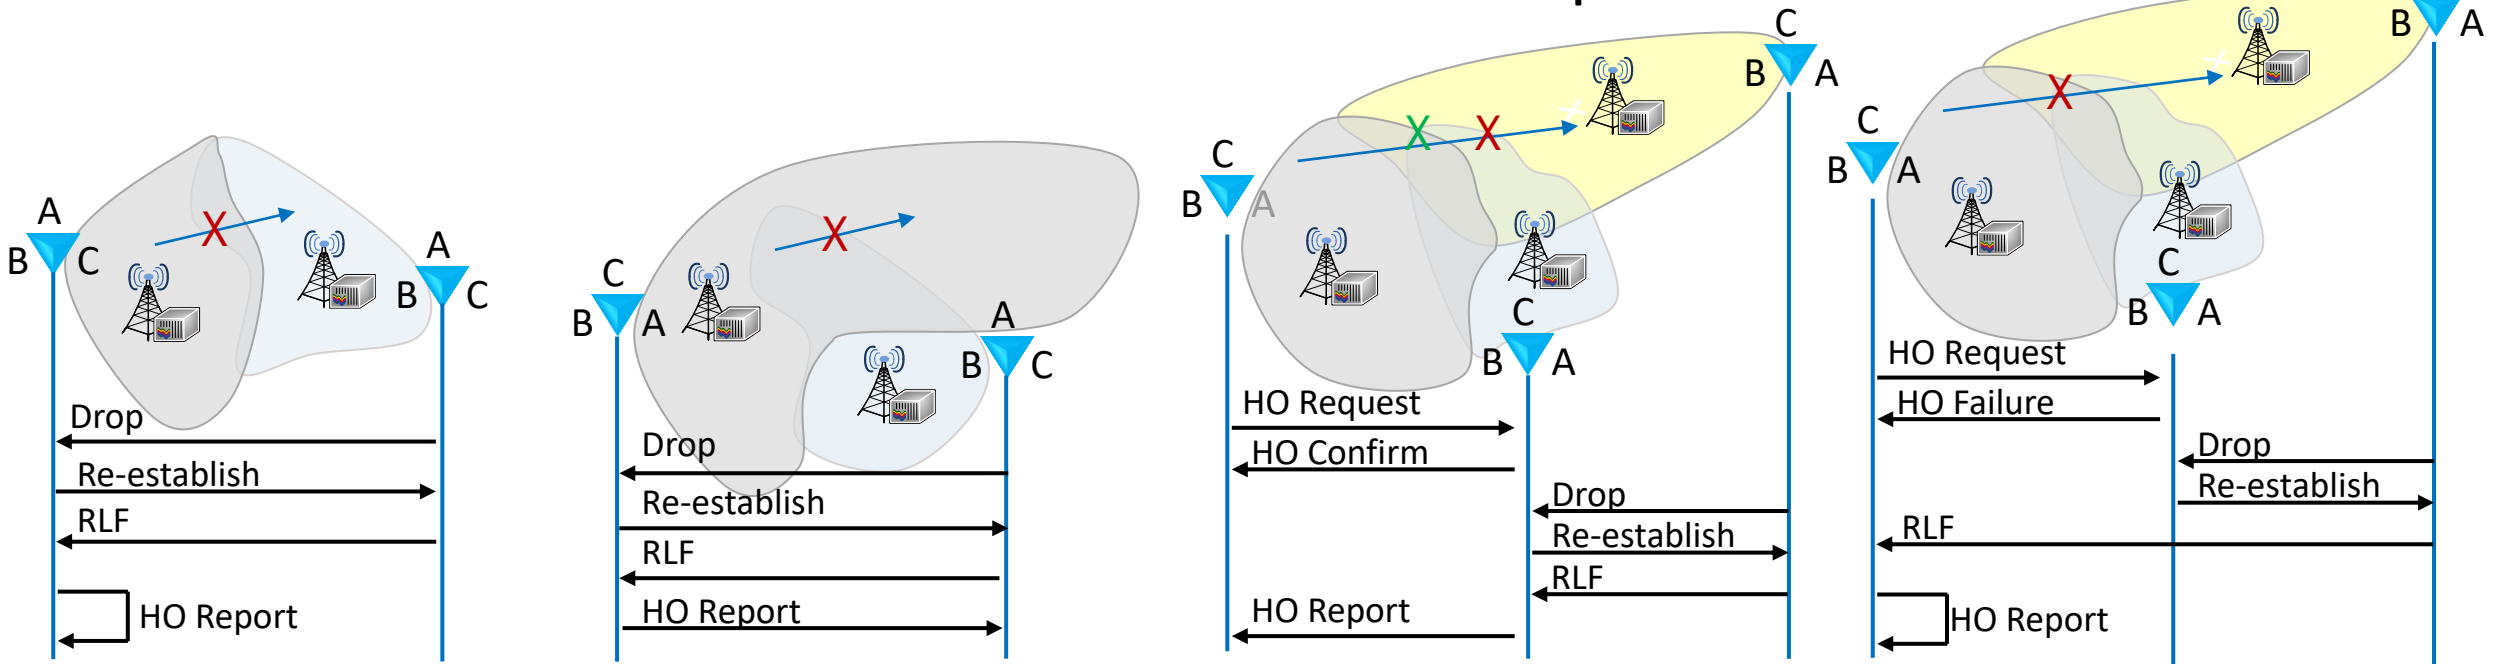 A
B
C
A
B
C
Drop
Re-establish
RLF
HO Report
X
C
B
A
A
B
C
Drop
Re-establish
RLF
HO Report
X
C
B
A
C
B
A
C
B
A
X
X
HO Request
HO Confirm
Drop
Re-establish
RLF
HO Report
C
B
A
C
B
A
B
A
X
HO Request
HO Failure
Drop
Re-establish
RLF
HO Report